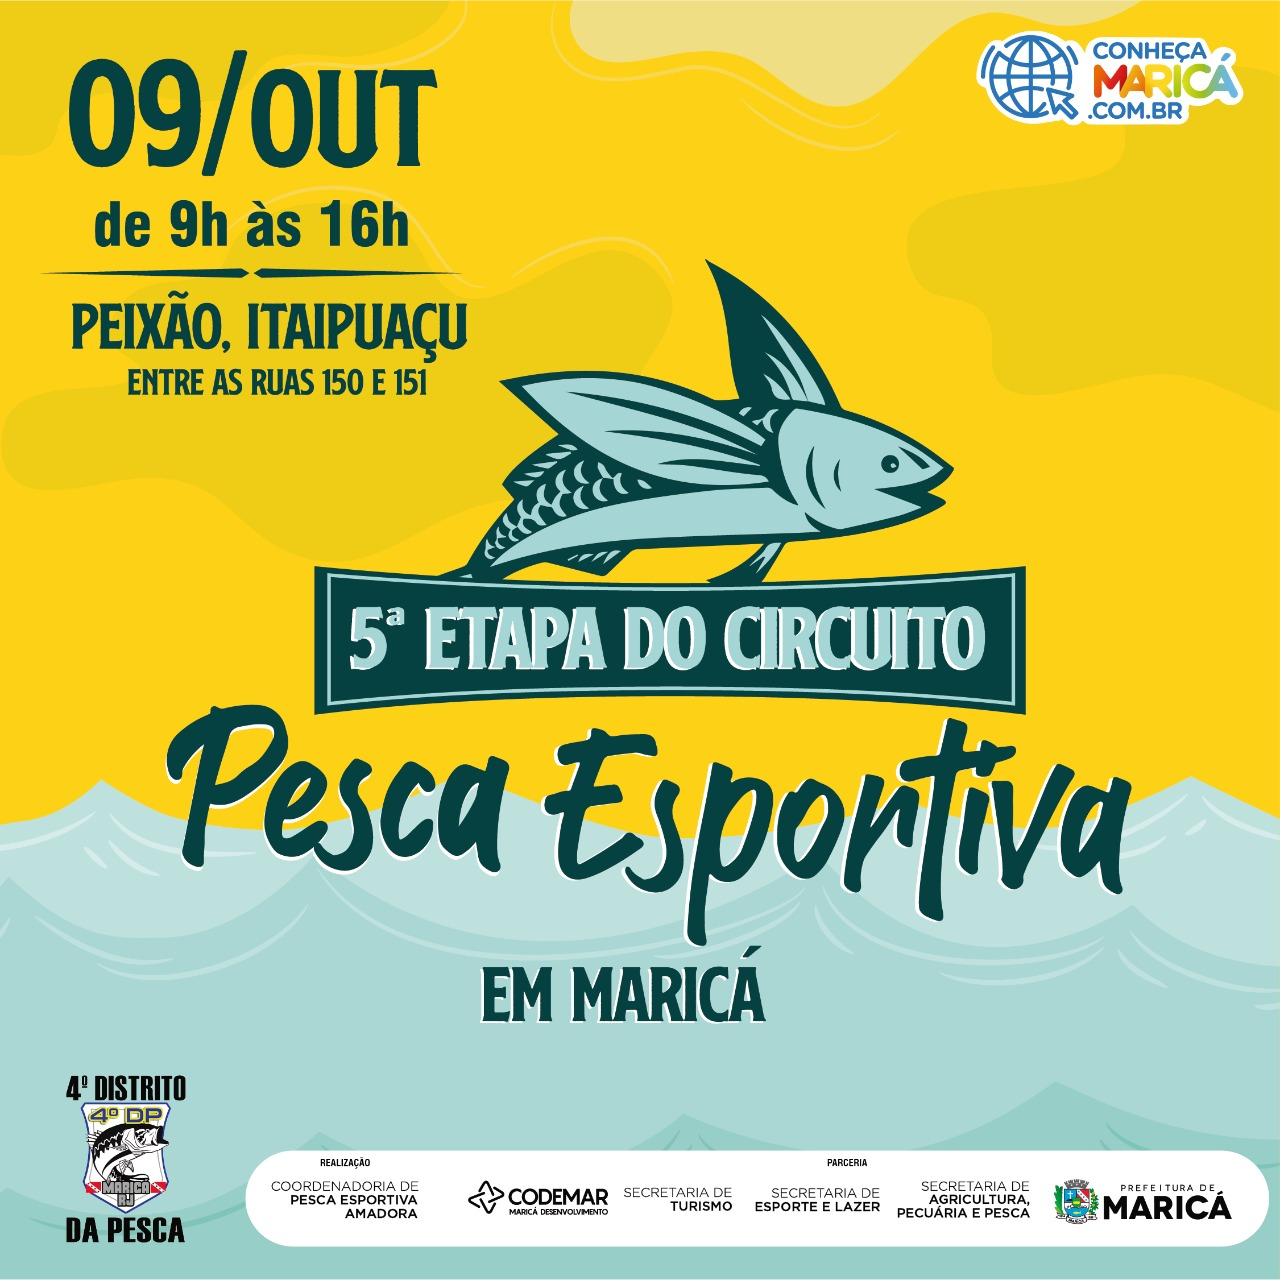 09/OUT
de 9h às 16h
PEIXÃO, ITAIPUAÇU
ENTRE AS RUAS 150 E 151
CONHEÇA
MARICÁ
.COM.BR
5ª ETAPA DO CIRCUITO
Pesca Esportiva
EM MARICÁ
4º DISTRITO
4º DP
MARICÁ
RJ
DA PESCA
REALIZAÇÃO
COORDENADORIA DE
PESCA ESPORTIVA
AMADORA
PARCERIA
CODEMAR
MARICÁ DESENVOLVIMENTO
SECRETARIA DE
TURISMO
SECRETARIA DE
ESPORTE E LAZER
SECRETARIA DE
AGRICULTURA,
PECUÁRIA E PESCA
PREFEITURA DE
MARICÁ